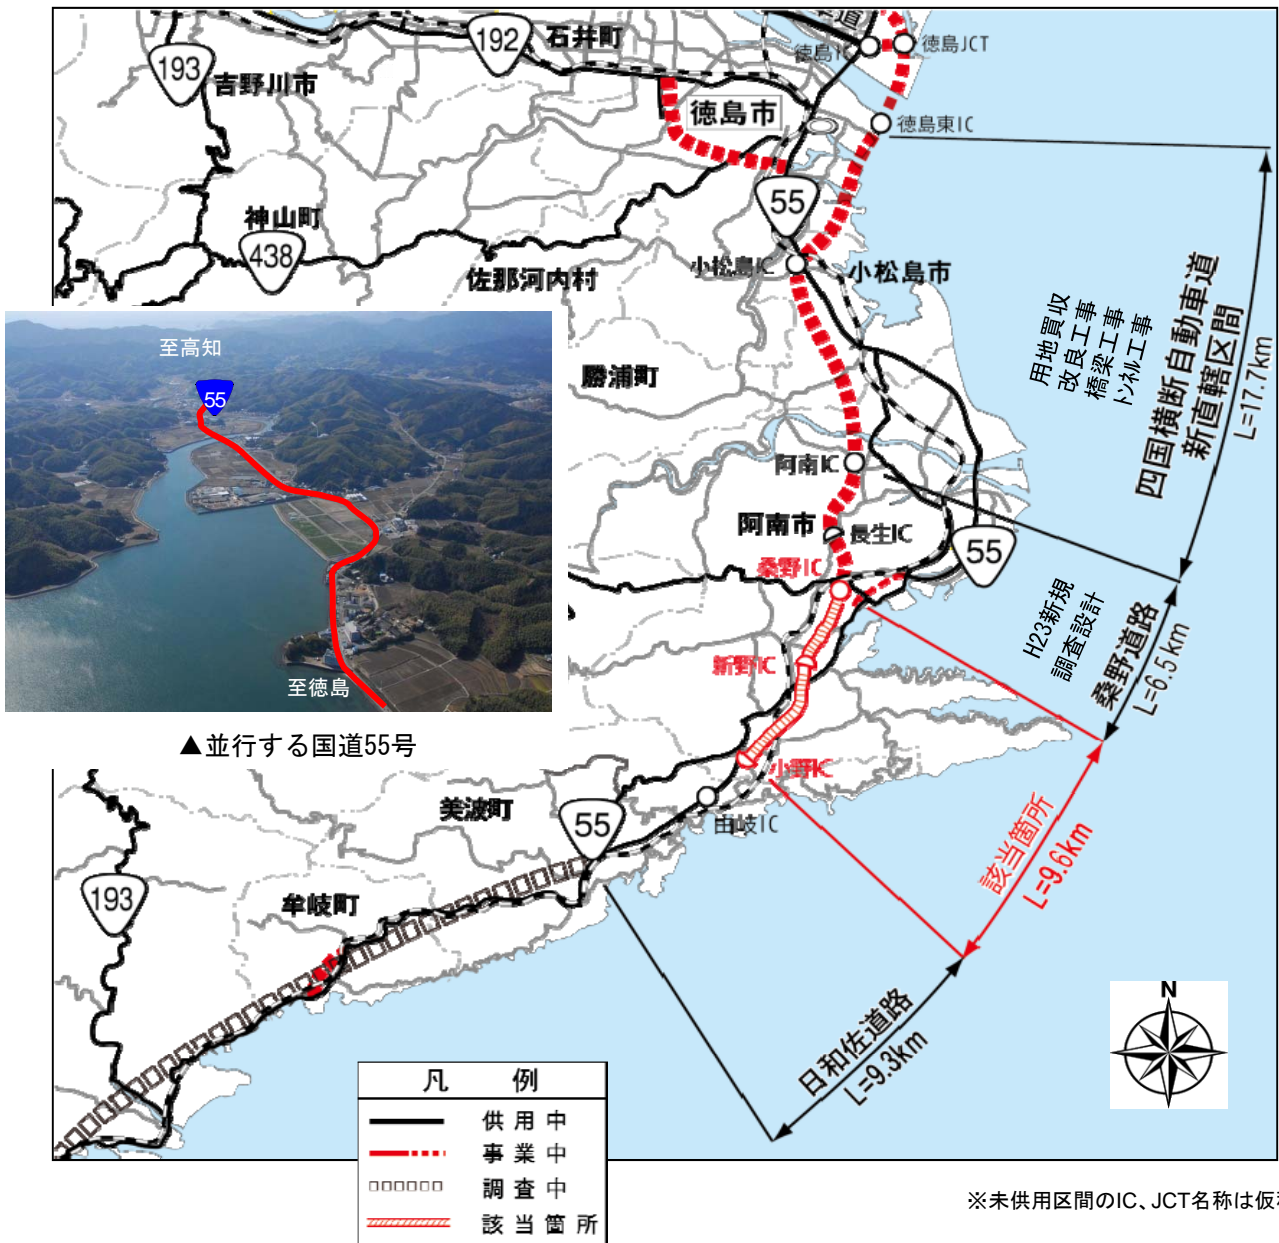 192
石井町
車道
徳島IC
徳島JCT
193
吉野川市
徳島市
徳島東IC
55
神山町
438
佐那河内村
小松島IC
小松島市
四国横断自動車道
新直轄区間
L=17.7km
用地買収
改良工事
橋梁工事
トンネル工事
至高知
55
至徳島
▲並行する国道55号
勝浦町
阿南IC
阿南市
長生IC
55
桑野IC
H23新規
調査設計
桑野道路
L=6.5km
新野IC
小野IC
該当箇所
L=9.6km
美波町
55
由岐IC
193
牟岐町
日和佐道路
L=9.3km
N
凡例
供用中
事業中
調査中
該当箇所
※未供用区間のIC、JCT名称は仮